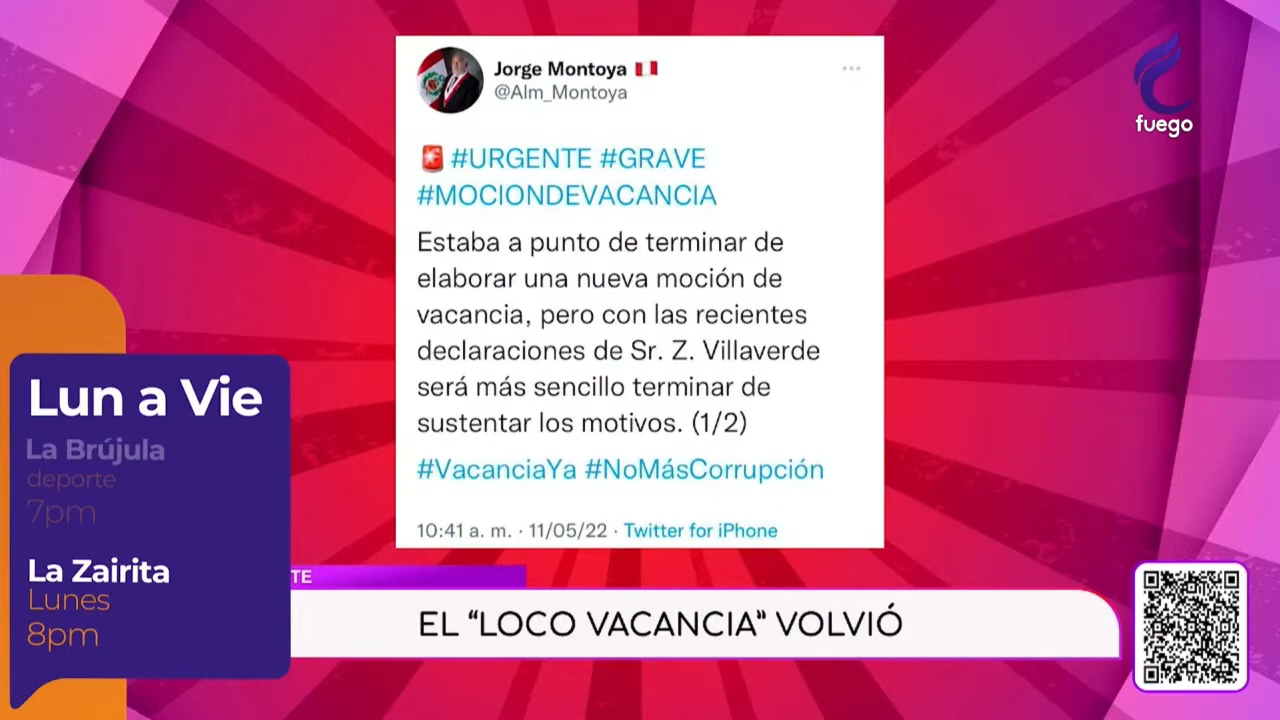 Jorge Montoya
@Alm_Montoya
#URGENTE #GRAVE
#MOCIONDEVACANCIA
Estaba a punto de terminar de
elaborar una nueva moción de
vacancia, pero con las recientes
declaraciones de Sr. Z. Villaverde
será más sencillo terminar de
sustentar los motivos. (1/2)
#VacanciaYa #NoMásCorrupción
10:41 a. m. · 11/05/22 · Twitter for iPhone
fuego
Lun a Vie
La Brújula
deporte
7pm
La Zairita
Lunes
8pm
TE
EL “LOCO VACANCIA” VOLVIÓ